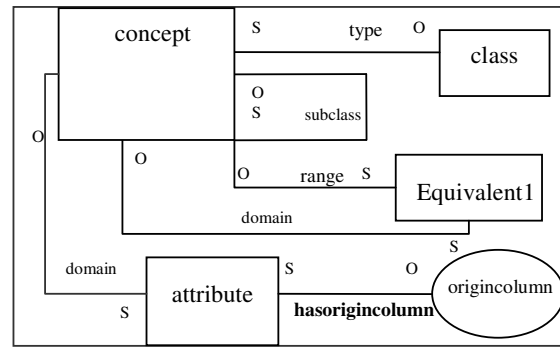 concept
S
type
O
class
O
S
subclass
O
O
O
range
S
Equivalent1
domain
S
domain
S
attribute
S
O
hasorigincolumn
origincolumn